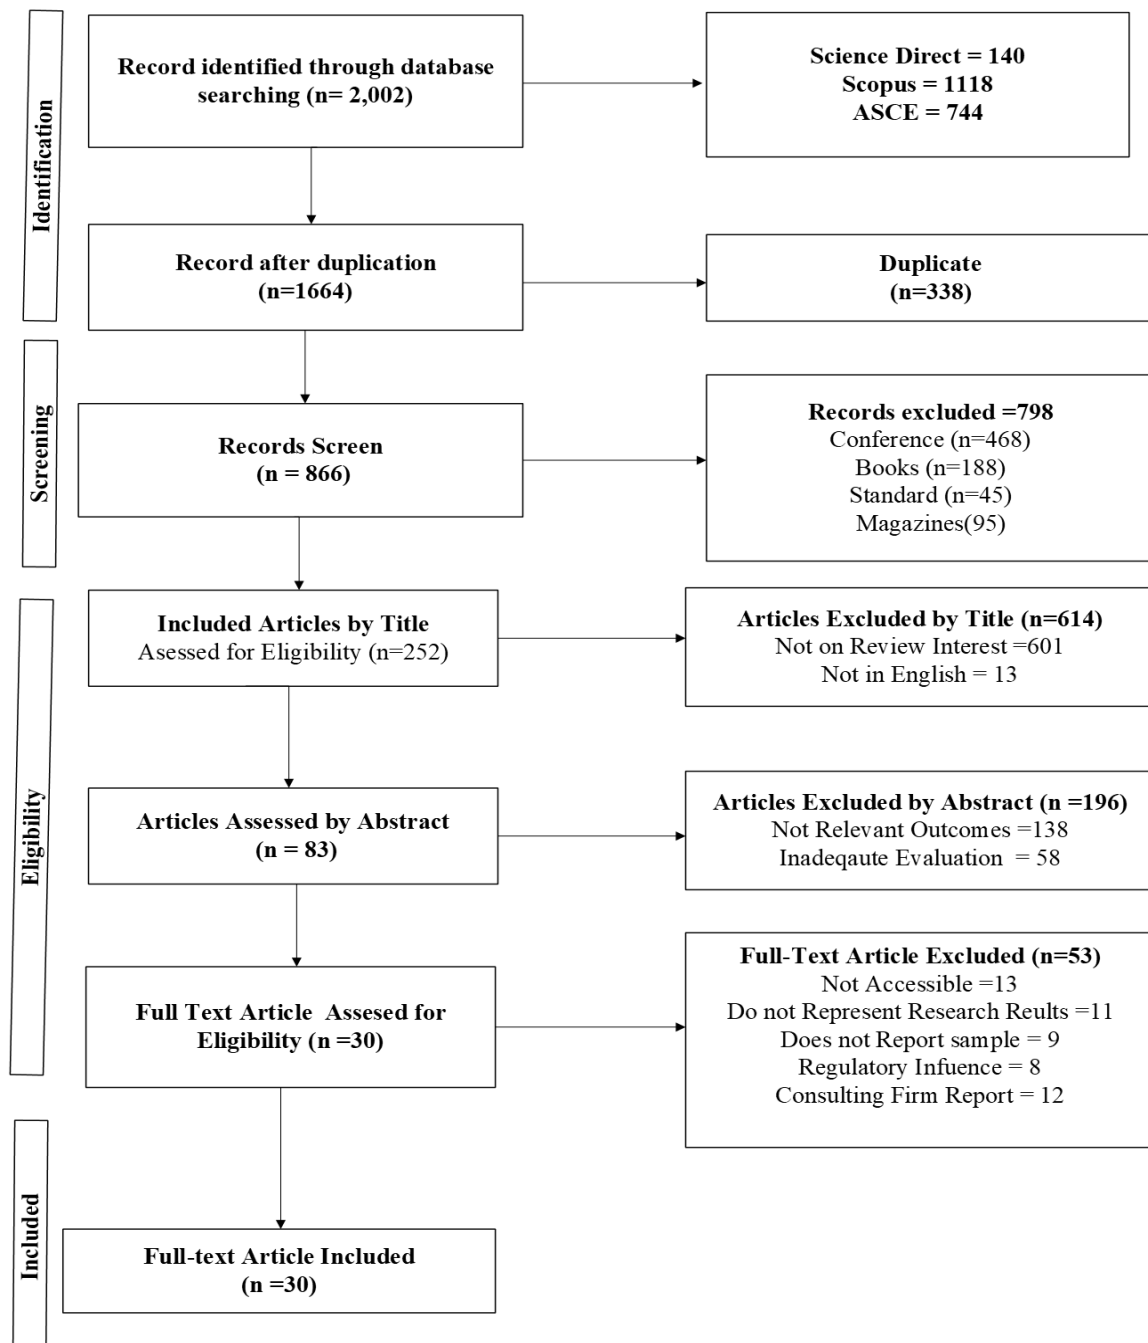 Identification
Record identified through database
searching (n= 2,002)
Science Direct = 140
Scopus = 1118
ASCE = 744
Record after duplication
(n=1664)
Duplicate
(n=338)
Screening
Records Screen
(n = 866)
Records excluded =798
Conference (n=468)
Books (n=188)
Standard (n=45)
Magazines(95)
Eligibility
Included Articles by Title
Asessed for Eligibility (n=252)
Articles Excluded by Title (n=614)
Not on Review Interest =601
Not in English = 13
Articles Assessed by Abstract
(n = 83)
Articles Excluded by Abstract (n =196)
Not Relevant Outcomes =138
Inadeqaute Evaluation = 58
Full Text Article Assesed for
Eligibility (n =30)
Full-Text Article Excluded (n=53)
Not Accessible =13
Do not Represent Research Reults =11
Does not Report sample = 9
Regulatory Infuence = 8
Consulting Firm Report = 12
Included
Full-text Article Included
(n =30)